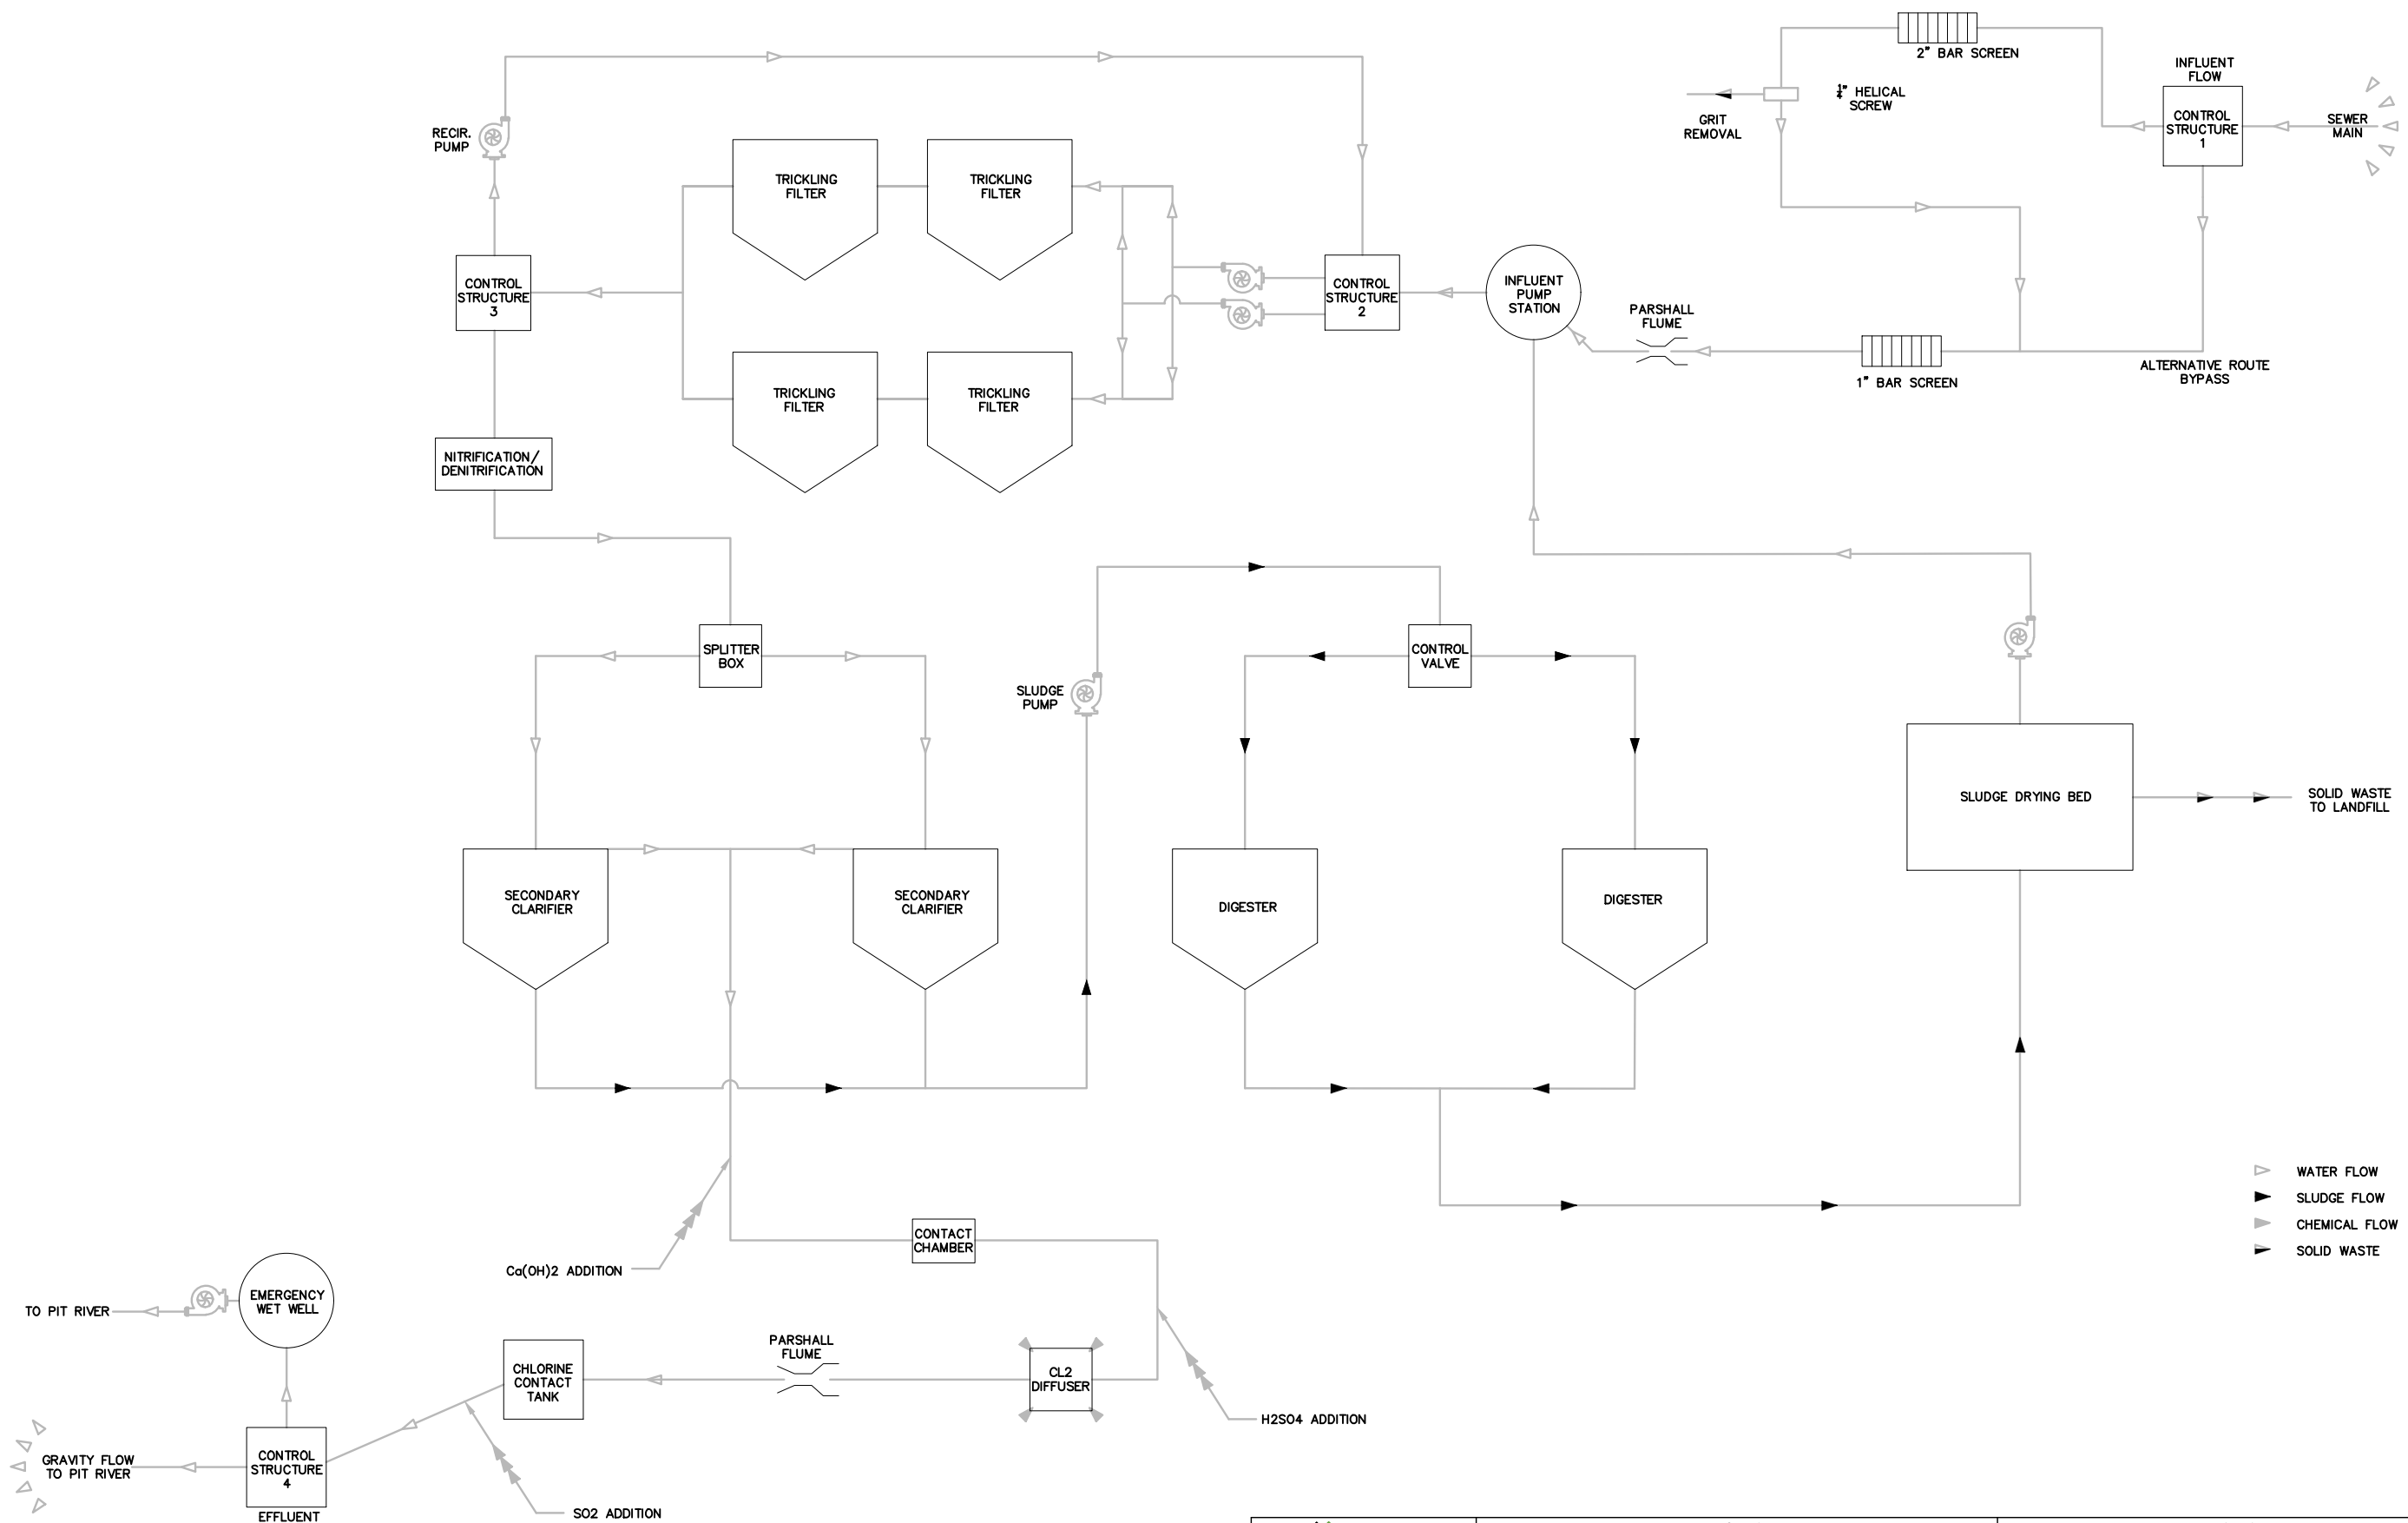 2" BAR SCREEN
INFLUENT
FLOW
CONTROL
STRUCTURE
1
SEWER
MAIN
¼" HELICAL
SCREW
GRIT
REMOVAL
RECIR.
PUMP
TRICKLING
FILTER
TRICKLING
FILTER
CONTROL
STRUCTURE
3
CONTROL
STRUCTURE
2
INFLUENT
PUMP
STATION
PARSHALL
FLUME
1" BAR SCREEN
ALTERNATIVE ROUTE
BYPASS
TRICKLING
FILTER
TRICKLING
FILTER
NITRIFICATION/
DENITRIFICATION
SPLITTER
BOX
SLUDGE
PUMP
CONTROL
VALVE
SLUDGE DRYING BED
SOLID WASTE
TO LANDFILL
SECONDARY
CLARIFIER
SECONDARY
CLARIFIER
DIGESTER
DIGESTER
WATER FLOW
SLUDGE FLOW
CHEMICAL FLOW
SOLID WASTE
CONTACT
CHAMBER
Ca(OH)2 ADDITION
EMERGENCY
WET WELL
TO PIT RIVER
CHLORINE
CONTACT
TANK
PARSHALL
FLUME
CL2
DIFFUSER
H2SO4 ADDITION
GRAVITY FLOW
TO PIT RIVER
CONTROL
STRUCTURE
4
EFFLUENT
SO2 ADDITION